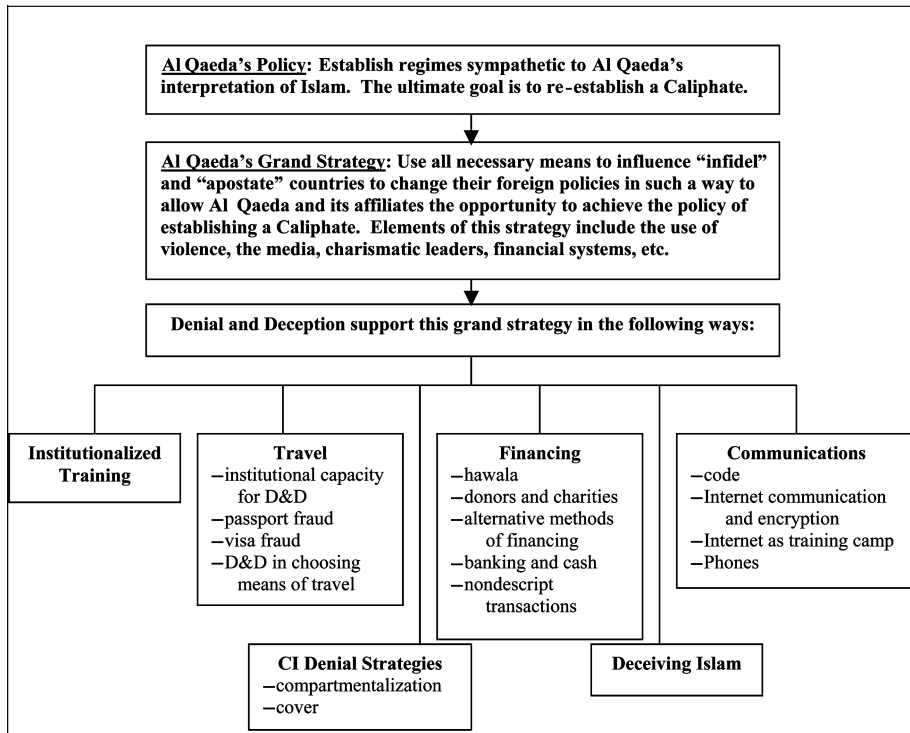 Al Qaeda's Policy: Establish regimes sympathetic to Al Qaeda's
interpretation of Islam. The ultimate goal is to re-establish a Caliphate.
Al Qaeda's Grand Strategy: Use all necessary means to influence “infidel”
and “apostate” countries to change their foreign policies in such a way to
allow Al Qaeda and its affiliates the opportunity to achieve the policy of
establishing a Caliphate. Elements of this strategy include the use of
violence, the media, charismatic leaders, financial systems, etc.
Denial and Deception support this grand strategy in the following ways:
Institutionalized
Training
Travel
–institutional capacity
for D&D
–passport fraud
–visa fraud
–D&D in choosing
means of travel
Financing
–hawala
–donors and charities
–alternative methods
of financing
–banking and cash
–nondescript
transactions
Communications
–code
–Internet communication
and encryption
–Internet as training camp
–Phones
CI Denial Strategies
–compartmentalization
–cover
Deceiving Islam